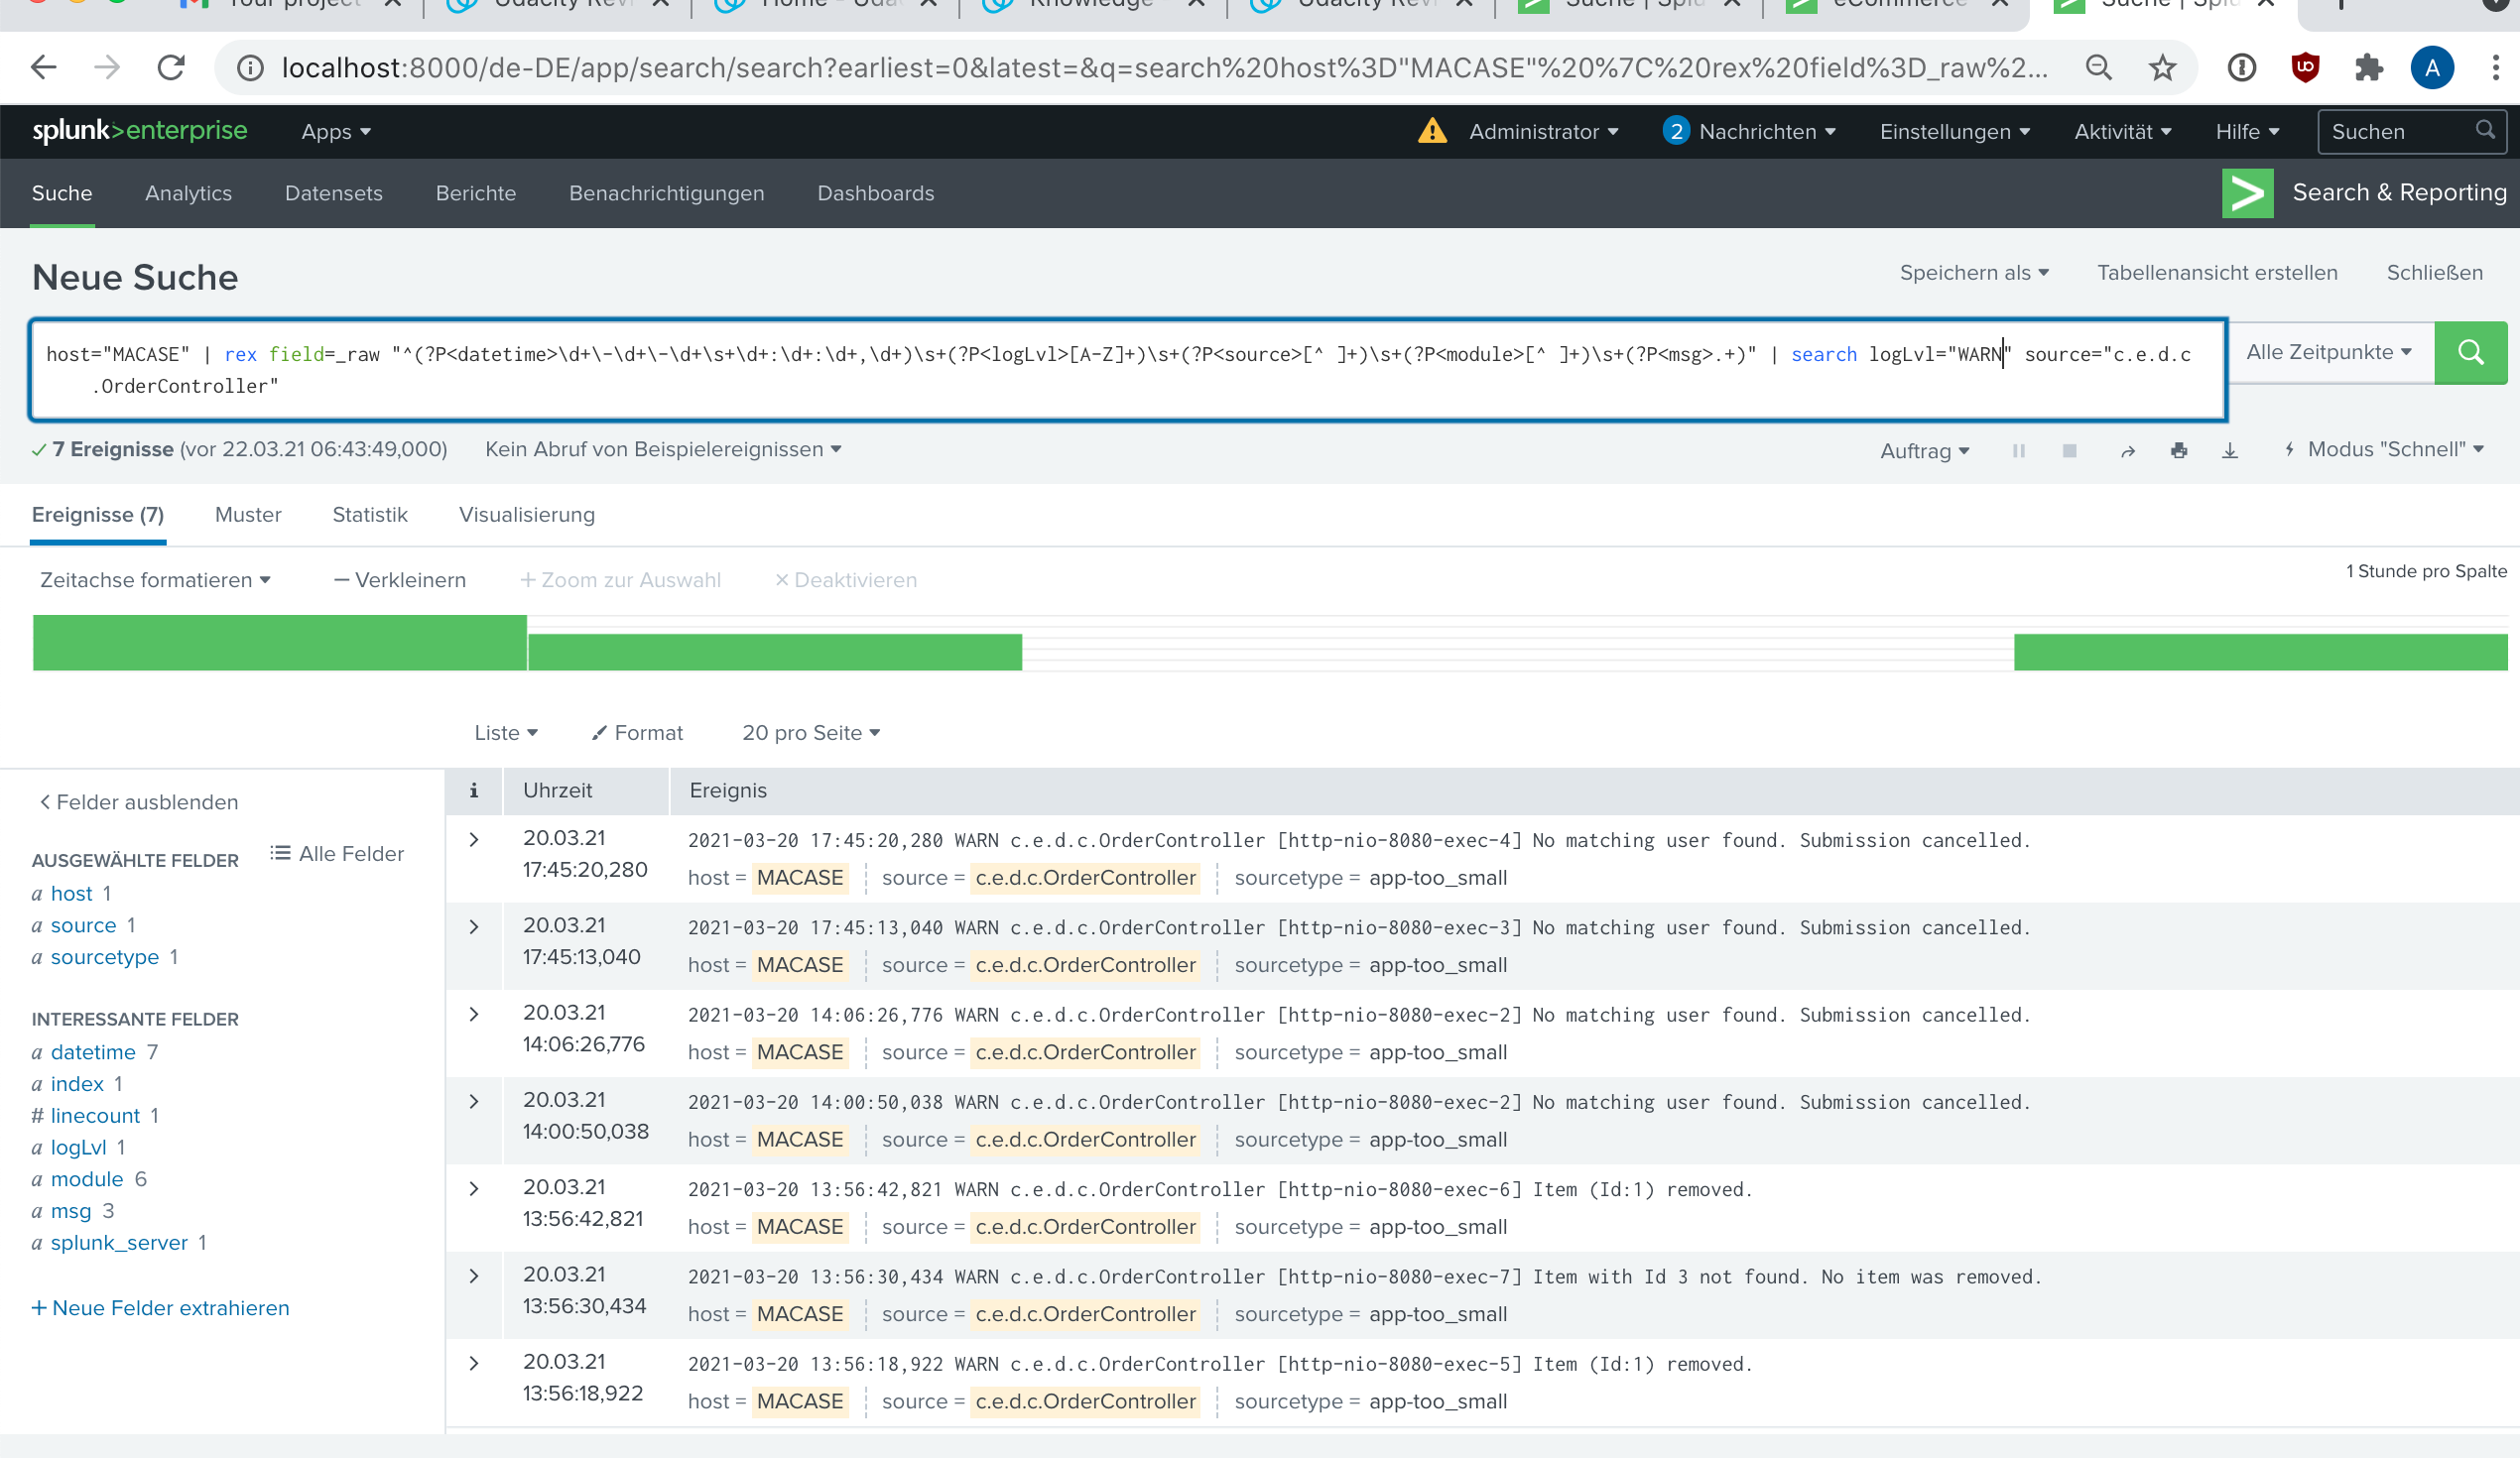 Your project
Udacity Revi
Home - Udac
Knowledge
Udacity Revi
Suche | Splu
eCommerce
Suche | Splu
localhost:8000/de-DE/app/search/search?earliest=0&latest=&q=search%20host%3D"MACASE"%20%7C%20rex%20field%3D_raw%2...
A
splunk>enterprise Apps Administrator 2 Nachrichten Einstellungen Aktivität Hilfe Suchen
Suche Analytics Datensets Berichte Benachrichtigungen Dashboards Search & Reporting
Neue Suche
Speichern als Tabellenansicht erstellen Schließen
host="MACASE" | rex field=_raw "^(?P<datetime>\d+\-\d+\-\d+\s+\d+:\d+:\d+,\d+)\s+(?P<logLvl>[A-Z]+)\s+(?P<source>[^ ]+)\s+(?P<module>[^ ]+)\s+(?P<msg>.+)" | search logLvl="WARN" source="c.e.d.c
.OrderController"
Alle Zeitpunkte
7 Ereignisse (vor 22.03.21 06:43:49,000) Kein Abruf von Beispielereignissen Auftrag Modus "Schnell"
Ereignisse (7) Muster Statistik Visualisierung
Zeitachse formatieren — Verkleinern + Zoom zur Auswahl × Deaktivieren 1 Stunde pro Spalte
Liste Format 20 pro Seite
< Felder ausblenden
AUSGEWÄHLTE FELDER Alle Felder
a host 1
a source 1
a sourcetype 1
INTERESSANTE FELDER
a datetime 7
a index 1
# linecount 1
a logLvl 1
a module 6
a msg 3
a splunk_server 1
+ Neue Felder extrahieren
i Uhrzeit Ereignis
> 20.03.21 17:45:20,280
2021-03-20 17:45:20,280 WARN c.e.d.c.OrderController [http-nio-8080-exec-4] No matching user found. Submission cancelled.
host = MACASE source = c.e.d.c.OrderController sourcetype = app-too_small
> 20.03.21 17:45:13,040
2021-03-20 17:45:13,040 WARN c.e.d.c.OrderController [http-nio-8080-exec-3] No matching user found. Submission cancelled.
host = MACASE source = c.e.d.c.OrderController sourcetype = app-too_small
> 20.03.21 14:06:26,776
2021-03-20 14:06:26,776 WARN c.e.d.c.OrderController [http-nio-8080-exec-2] No matching user found. Submission cancelled.
host = MACASE source = c.e.d.c.OrderController sourcetype = app-too_small
> 20.03.21 14:00:50,038
2021-03-20 14:00:50,038 WARN c.e.d.c.OrderController [http-nio-8080-exec-2] No matching user found. Submission cancelled.
host = MACASE source = c.e.d.c.OrderController sourcetype = app-too_small
> 20.03.21 13:56:42,821
2021-03-20 13:56:42,821 WARN c.e.d.c.OrderController [http-nio-8080-exec-6] Item (Id:1) removed.
host = MACASE source = c.e.d.c.OrderController sourcetype = app-too_small
> 20.03.21 13:56:30,434
2021-03-20 13:56:30,434 WARN c.e.d.c.OrderController [http-nio-8080-exec-7] Item with Id 3 not found. No item was removed.
host = MACASE source = c.e.d.c.OrderController sourcetype = app-too_small
> 20.03.21 13:56:18,922
2021-03-20 13:56:18,922 WARN c.e.d.c.OrderController [http-nio-8080-exec-5] Item (Id:1) removed.
host = MACASE source = c.e.d.c.OrderController sourcetype = app-too_small